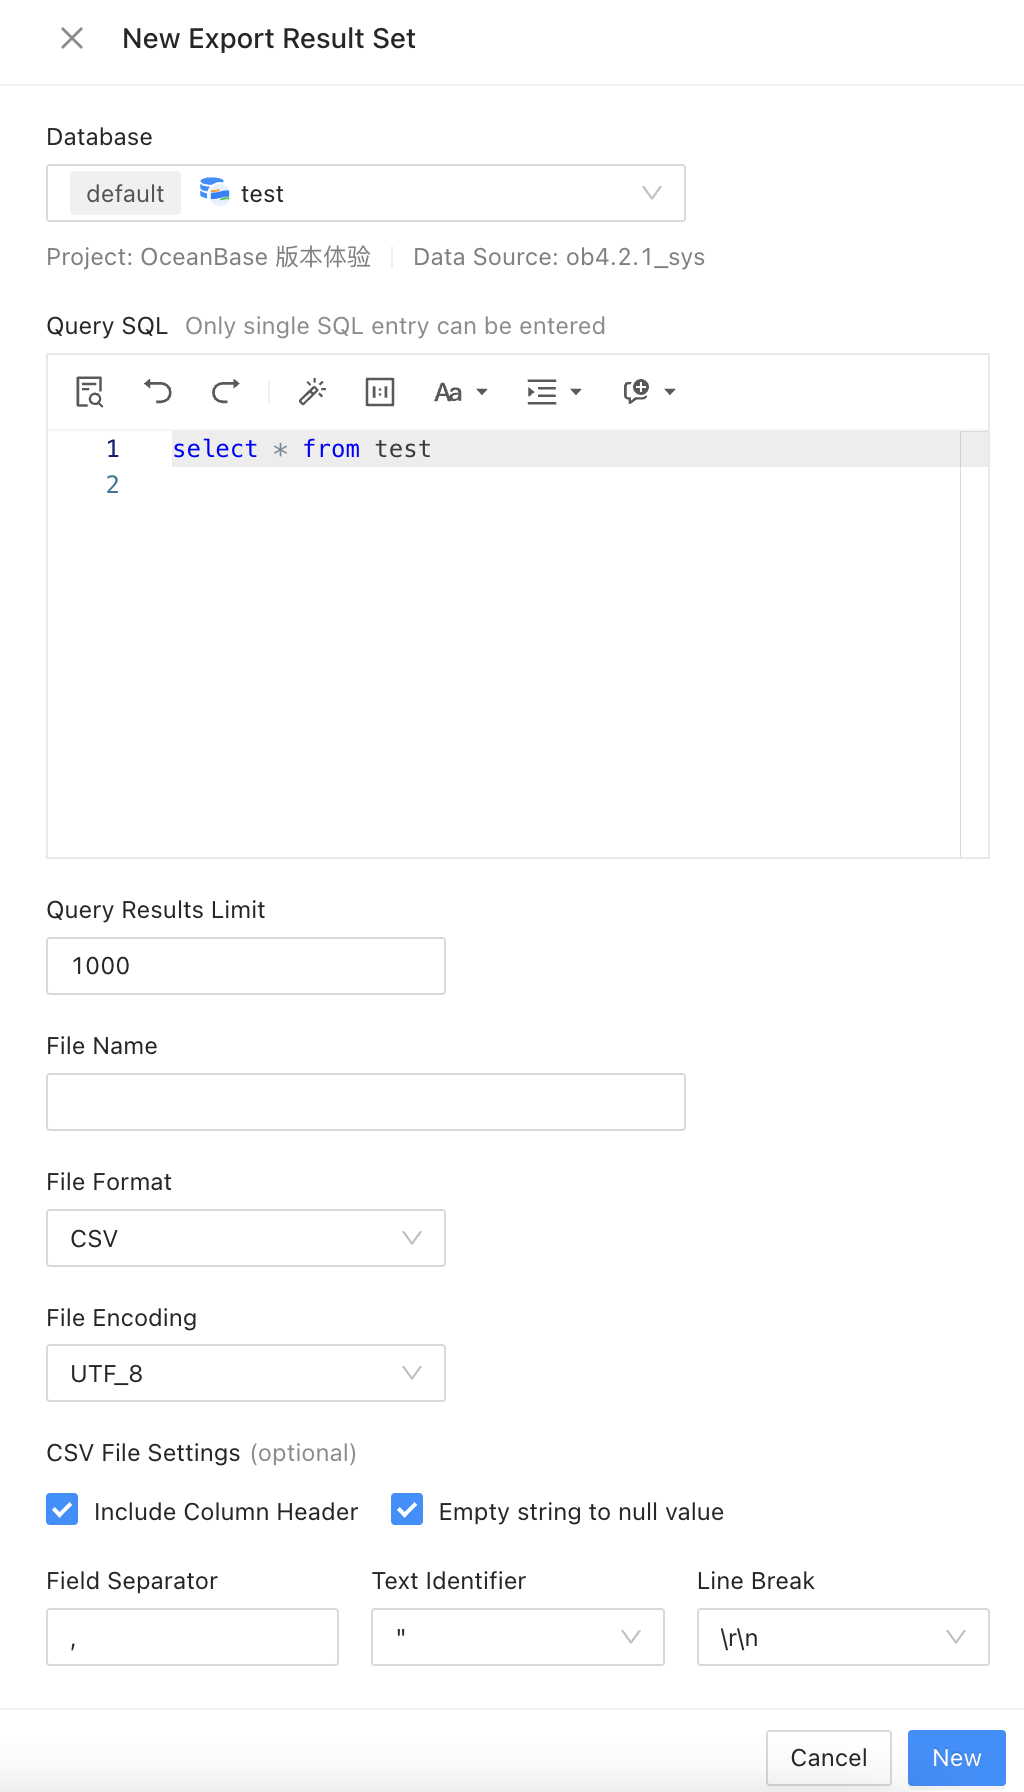 New Export Result Set
Database
default test
Project: OceanBase 版本体验 Data Source: ob4.2.1_sys
Query SQL Only single SQL entry can be entered
Aa
1 select * from test
2
Query Results Limit
1000
File Name
File Format
CSV
File Encoding
UTF_8
CSV File Settings (optional)
Include Column Header Empty string to null value
Field Separator Text Identifier Line Break
, " \r\n
Cancel New